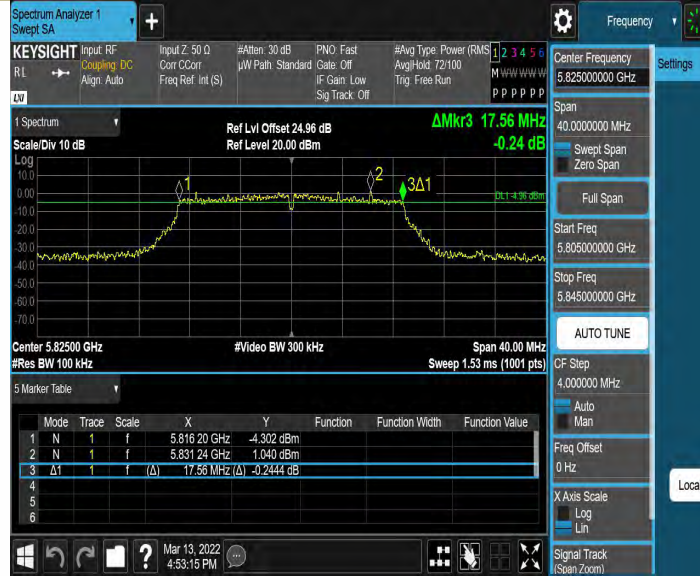 Spectrum Analyzer 1
Swept SA
+
Frequency
KEYSIGHT
RL
LXI
Input: RF
Coupling: DC
Align: Auto
Input Z: 50 Ω
Corr CCorr
Freq Ref: Int (S)
#Atten: 30 dB
µW Path: Standard
PNO: Fast
Gate: Off
IF Gain: Low
Sig Track: Off
#Avg Type: Power (RMS
Avg|Hold: 72/100
Trig: Free Run
1 2 3 4 5 6
M W W W W W
P P P P P P
Center Frequency
5.825000000 GHz
Settings
1 Spectrum
Scale/Div 10 dB
Ref Lvl Offset 24.96 dB
Ref Level 20.00 dBm
ΔMkr3 17.56 MHz
-0.24 dB
Span
40.0000000 MHz
Swept Span
Zero Span
Full Span
Log
10.0
0.00
-10.0
-20.0
-30.0
-40.0
-50.0
-60.0
-70.0
1
2
3Δ1
DL1 -4.96 dBm
Start Freq
5.805000000 GHz
Stop Freq
5.845000000 GHz
AUTO TUNE
Center 5.82500 GHz
#Res BW 100 kHz
#Video BW 300 kHz
Span 40.00 MHz
Sweep 1.53 ms (1001 pts)
CF Step
4.000000 MHz
Auto
Man
5 Marker Table
Mode Trace Scale X Y Function Function Width Function Value
1 N 1 f 5.816 20 GHz -4.302 dBm
2 N 1 f 5.831 24 GHz 1.040 dBm
3 Δ1 1 f (Δ) 17.56 MHz (Δ) -0.2444 dB
4
5
6
Freq Offset
0 Hz
Loca
X Axis Scale
Log
Lin
Signal Track
(Span Zoom)
?
Mar 13, 2022
4:53:15 PM